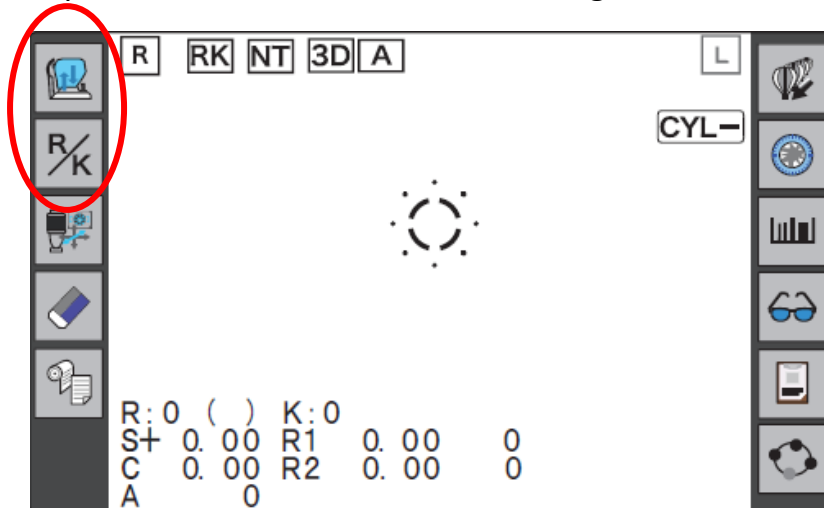 R RK NT 3D A L
CYL−
R/K
R:0 ( ) K:0
S+ 0.00 R1 0.00 0
C 0.00 R2 0.00 0
A 0